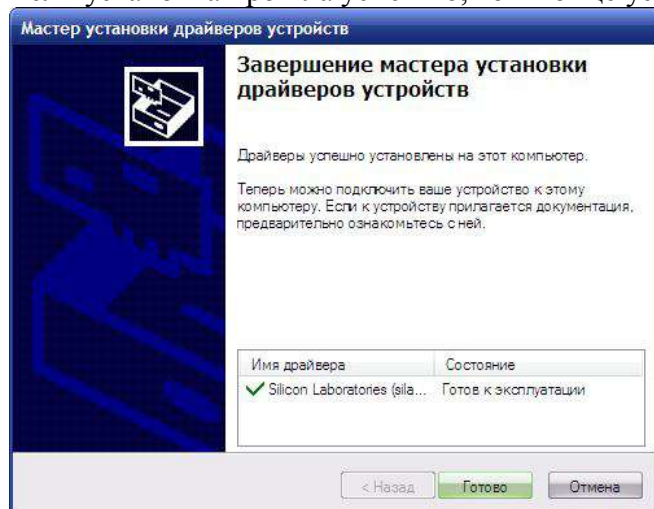 Мастер установки драйверов устройств
Завершение мастера установки
драйверов устройств
Драйверы успешно установлены на этот компьютер.
Теперь можно подключить ваше устройство к этому
компьютеру. Если к устройству прилагается документация,
предварительно ознакомьтесь с ней.
Имя драйвера Состояние
Silicon Laboratories (sila... Готов к эксплуатации
< Назад Готово Отмена